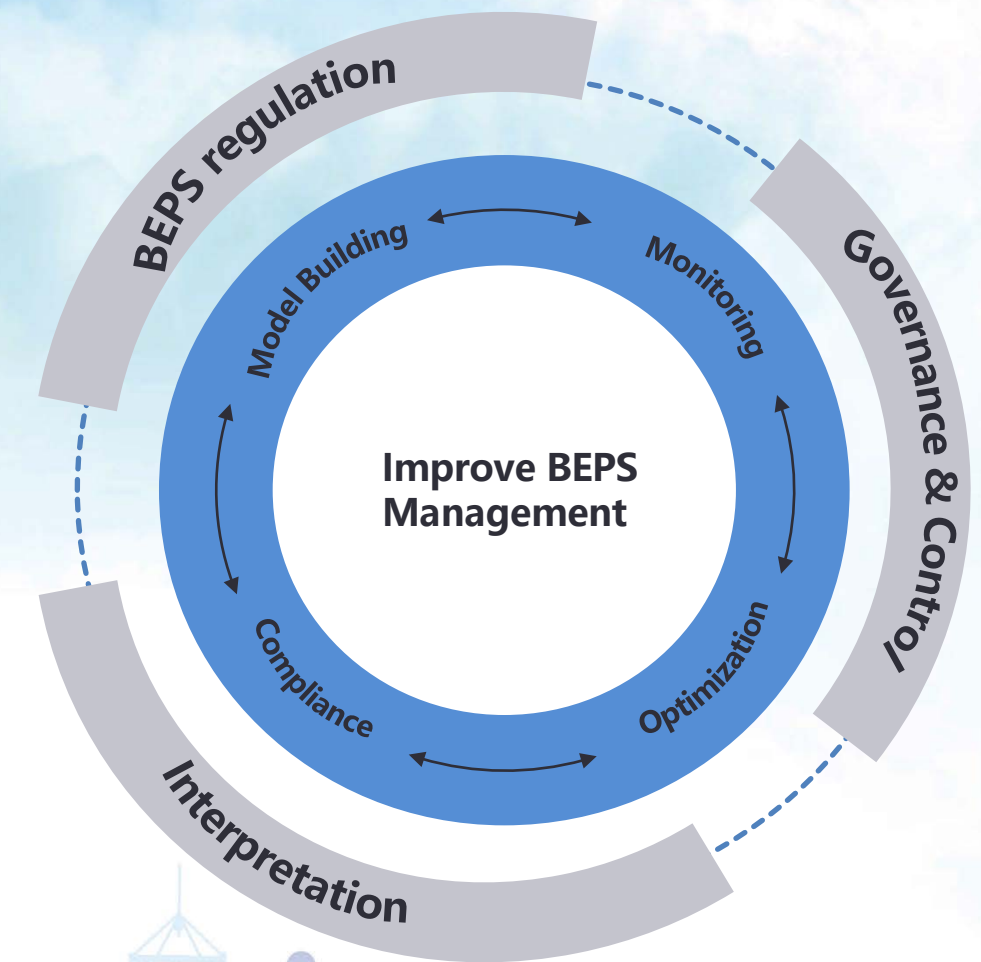 BEPS regulation
Governance & Control
Model Building
Monitoring
Improve BEPS
Management
Compliance
Optimization
Interpretation